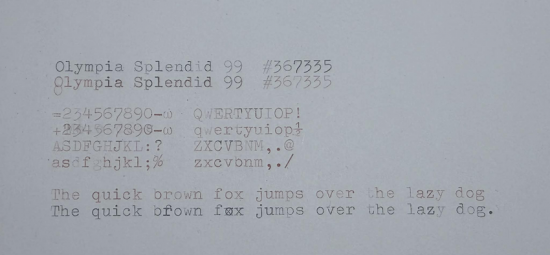 Olympia Splendid 99 #367335
Olympia Splendid 99 #367335
=234567890-ω QWERTYUIOP!
+234567890-ω qwertyuiop½
ASDFGHJKL:? ZXCVBNM,.@
asdfghjkl;% zxcvbnm,./
The quick brown fox jumps over the lazy dog
The quick bfown fox jumps over the lazy dog.